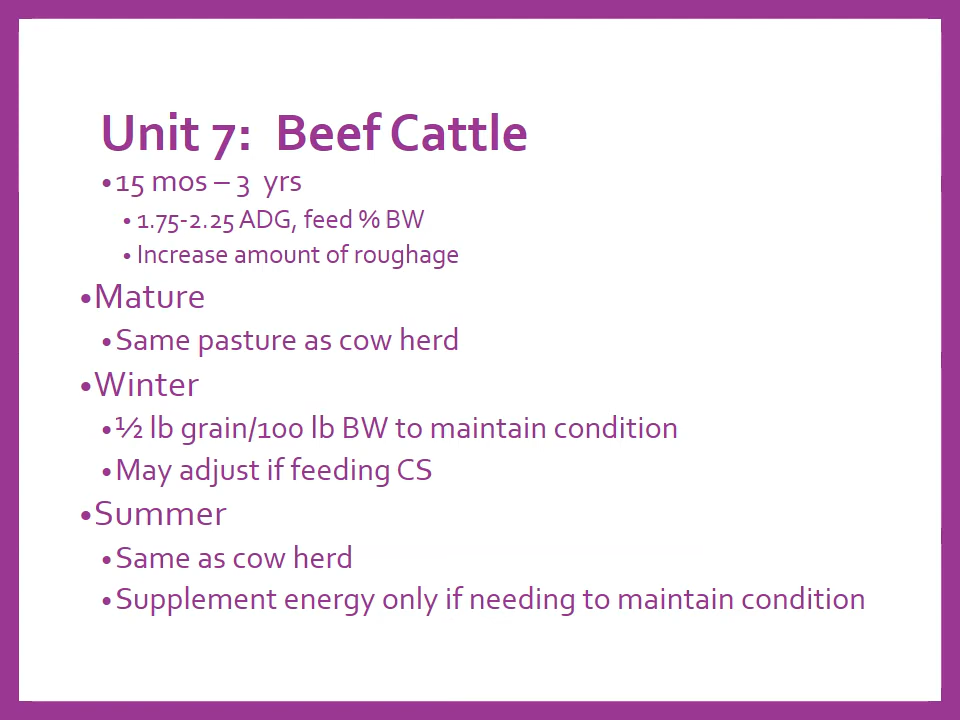 Unit 7:  Beef Cattle
•15 mos – 3  yrs
• 1.75-2.25 ADG, feed % BW
• Increase amount of roughage
•Mature
•Same pasture as cow herd
•Winter
•½ lb grain/100 lb BW to maintain condition
•May adjust if feeding CS
•Summer
•Same as cow herd
•Supplement energy only if needing to maintain condition